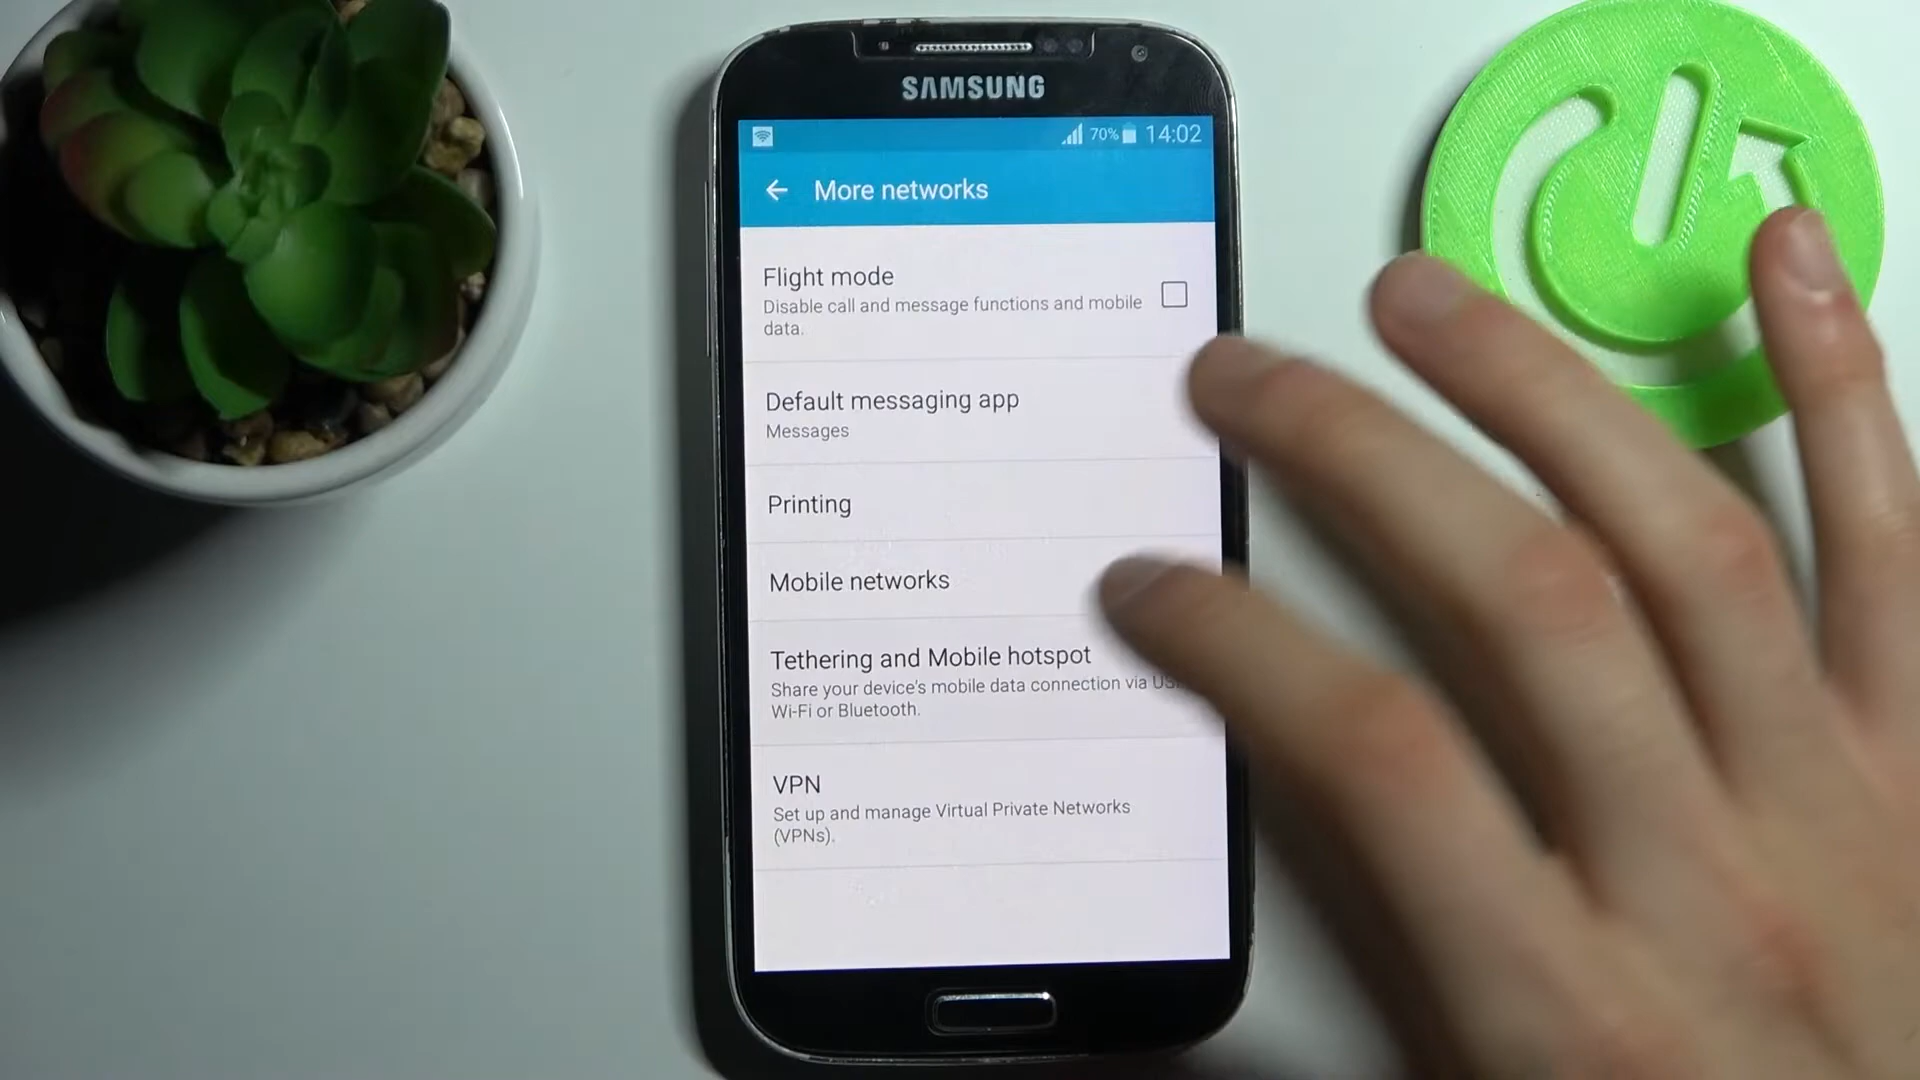 SAMSUNG
70% 14:02
More networks
Flight mode
Disable call and message functions and mobile
data.
Default messaging app
Messages
Printing
Mobile networks
Tethering and Mobile hotspot
Share your device's mobile data connection via
Wi-Fi or Bluetooth.
VPN
Set up and manage Virtual Private Networks
(VPNs).